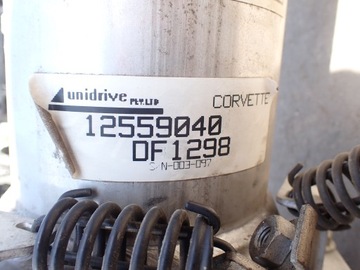 unidrive PTY. LTD CORVETTE
12559040
DF1298
S/N-003-097